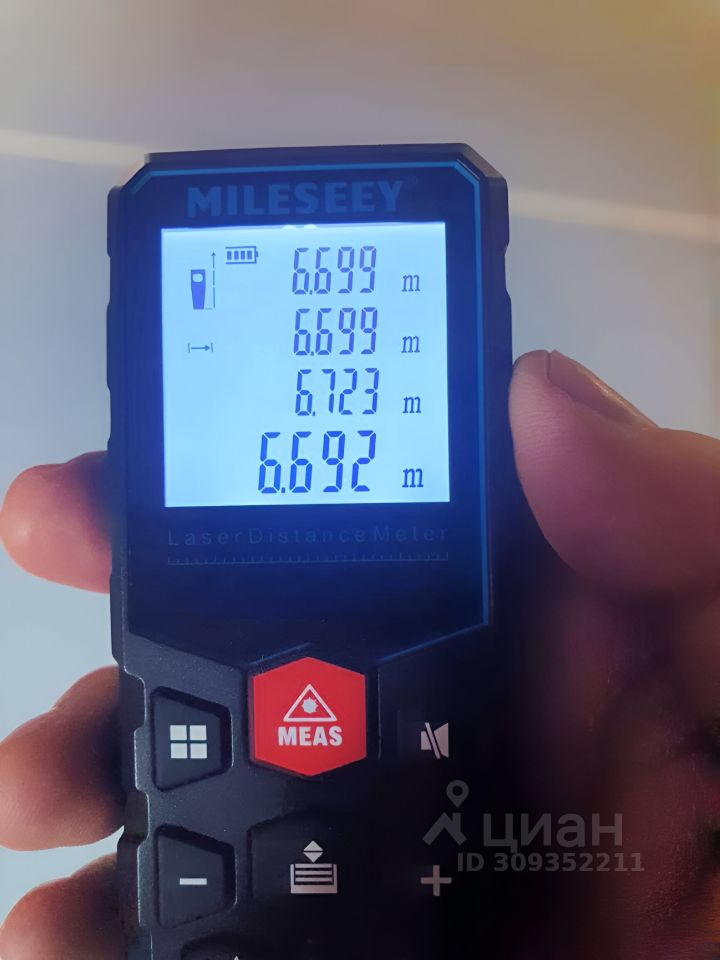 MILESEEY
6.699 m
6.699 m
6.723 m
6.692 m
Laser Distance Meter
MEAS
циан
ID 309352211